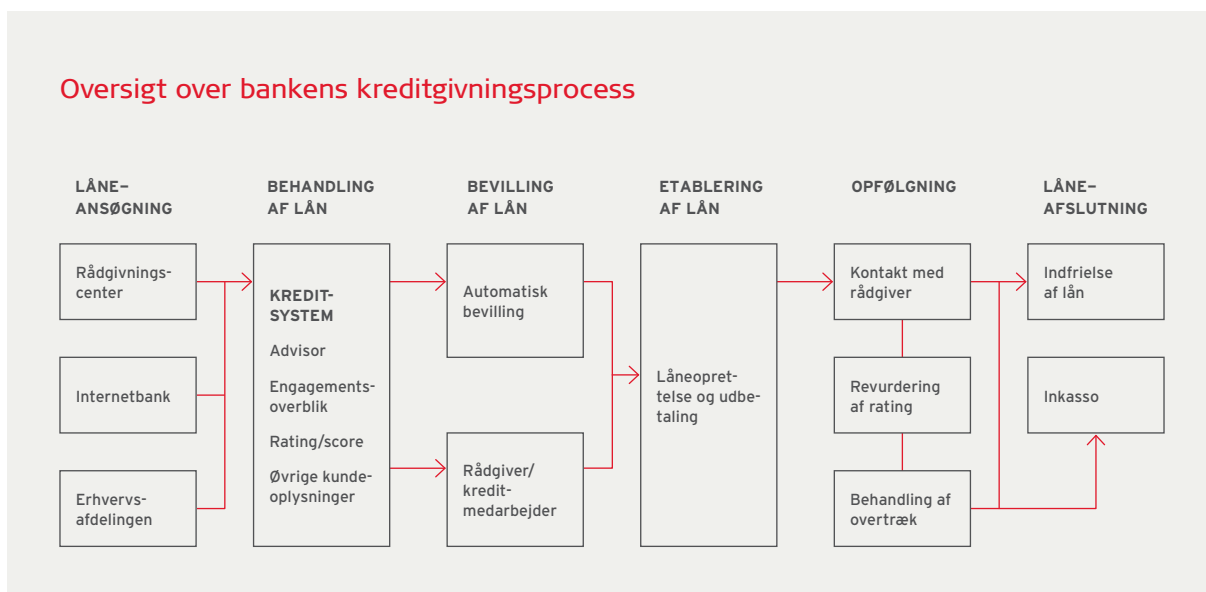 Oversigt over bankens kreditgivningsprocess
LÅNE–
ANSØGNING
Rådgivnings-
center
Internetbank
Erhvervs-
afdelingen
BEHANDLING
AF LÅN
KREDIT-
SYSTEM
Advisor
Engagements-
overblik
Rating/score
Øvrige kunde-
oplysninger
BEVILLING
AF LÅN
Automatisk
bevilling
Rådgiver/
kredit-
medarbejder
ETABLERING
AF LÅN
Låneopret-
telse og udbe-
taling
OPFØLGNING
Kontakt med
rådgiver
Revurdering
af rating
Behandling af
overtræk
LÅNE–
AFSLUTNING
Indfrielse
af lån
Inkasso